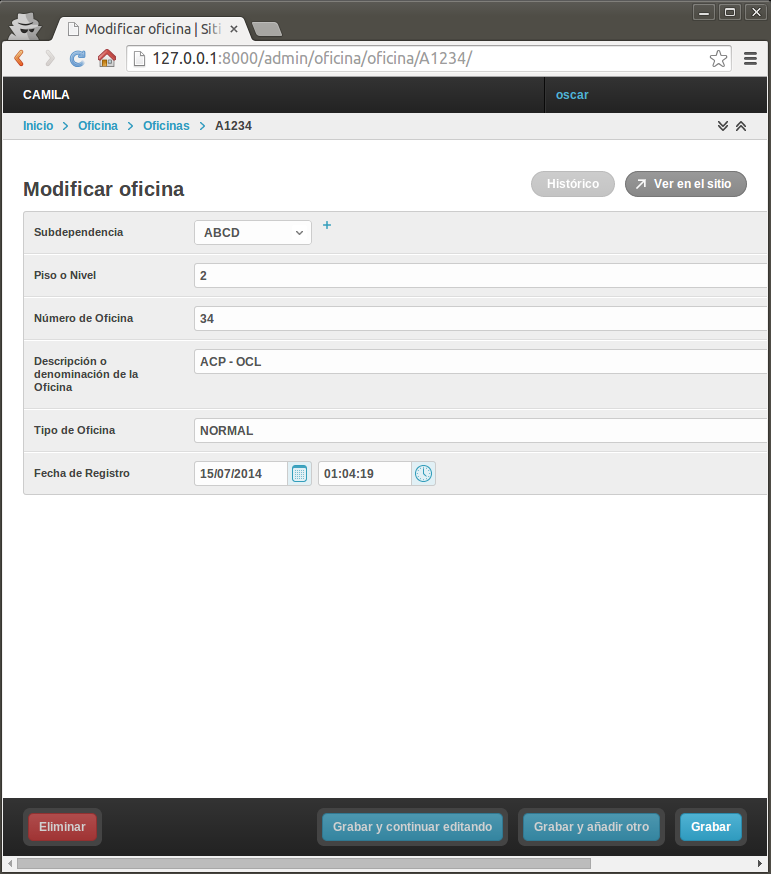 Modificar oficina | Siti
127.0.0.1:8000/admin/oficina/oficina/A1234/
CAMILA
oscar
Inicio > Oficina > Oficinas > A1234
Modificar oficina
Histórico
Ver en el sitio
Subdependencia
ABCD
Piso o Nivel
2
Número de Oficina
34
Descripción o
denominación de la
Oficina
ACP - OCL
Tipo de Oficina
NORMAL
Fecha de Registro
15/07/2014
01:04:19
Eliminar
Grabar y continuar editando
Grabar y añadir otro
Grabar